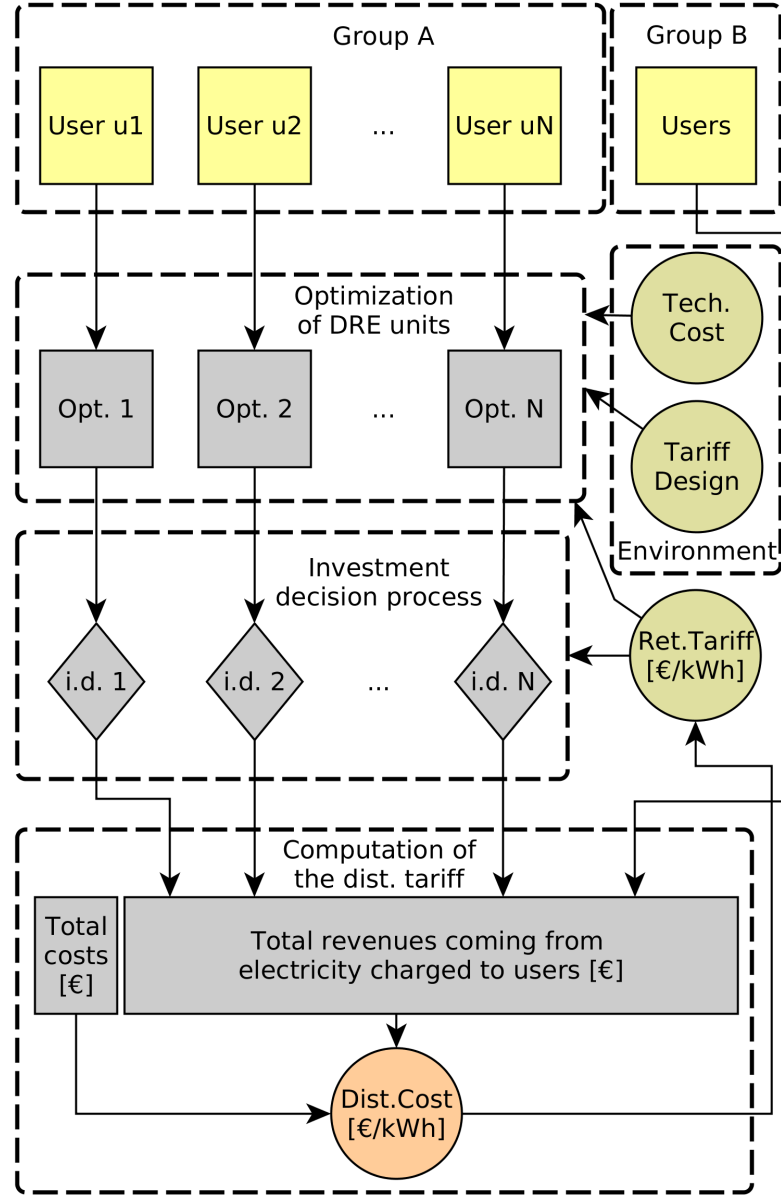 Group A
User u1
User u2
...
User uN
Group B
Users
Optimization
of DRE units
Opt. 1
Opt. 2
...
Opt. N
Tech.
Cost
Tariff
Design
Environment
Investment
decision process
i.d. 1
i.d. 2
...
i.d. N
Ret.Tariff
[€/kWh]
Computation of
the dist. tariff
Total
costs
[€]
Total revenues coming from
electricity charged to users [€]
Dist.Cost
[€/kWh]